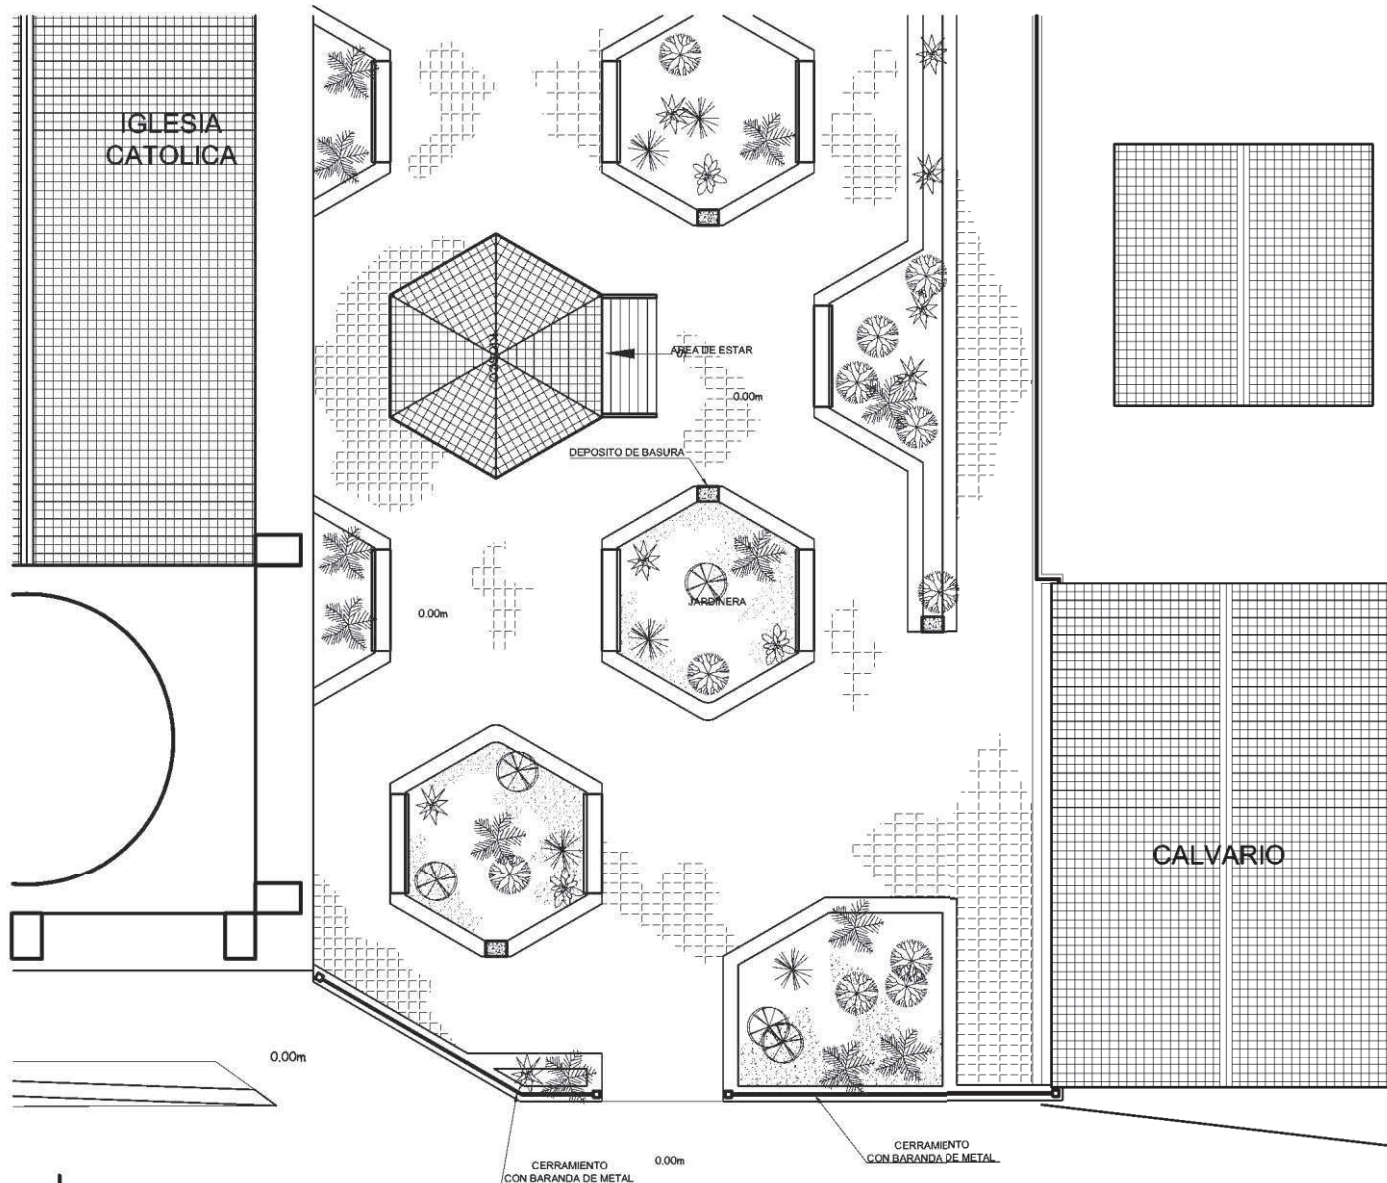 IGLESIA
CATOLICA
KIOSCO
AREA DE ESTAR
0.00m
DEPOSITO DE BASURA
JARDINERA
0.00m
CALVARIO
0.00m
CERRAMIENTO
CON BARANDA DE METAL
0.00m
CERRAMIENTO
CON BARANDA DE METAL